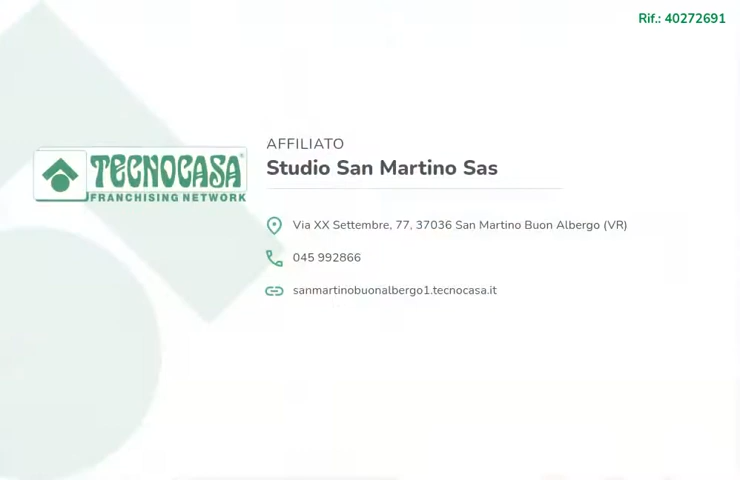 Rif.: 40272691
AFFILIATO
Studio San Martino Sas
TECNOCASA®
FRANCHISING NETWORK
Via XX Settembre, 77, 37036 San Martino Buon Albergo (VR)
045 992866
sanmartinobuonalbergo1.tecnocasa.it